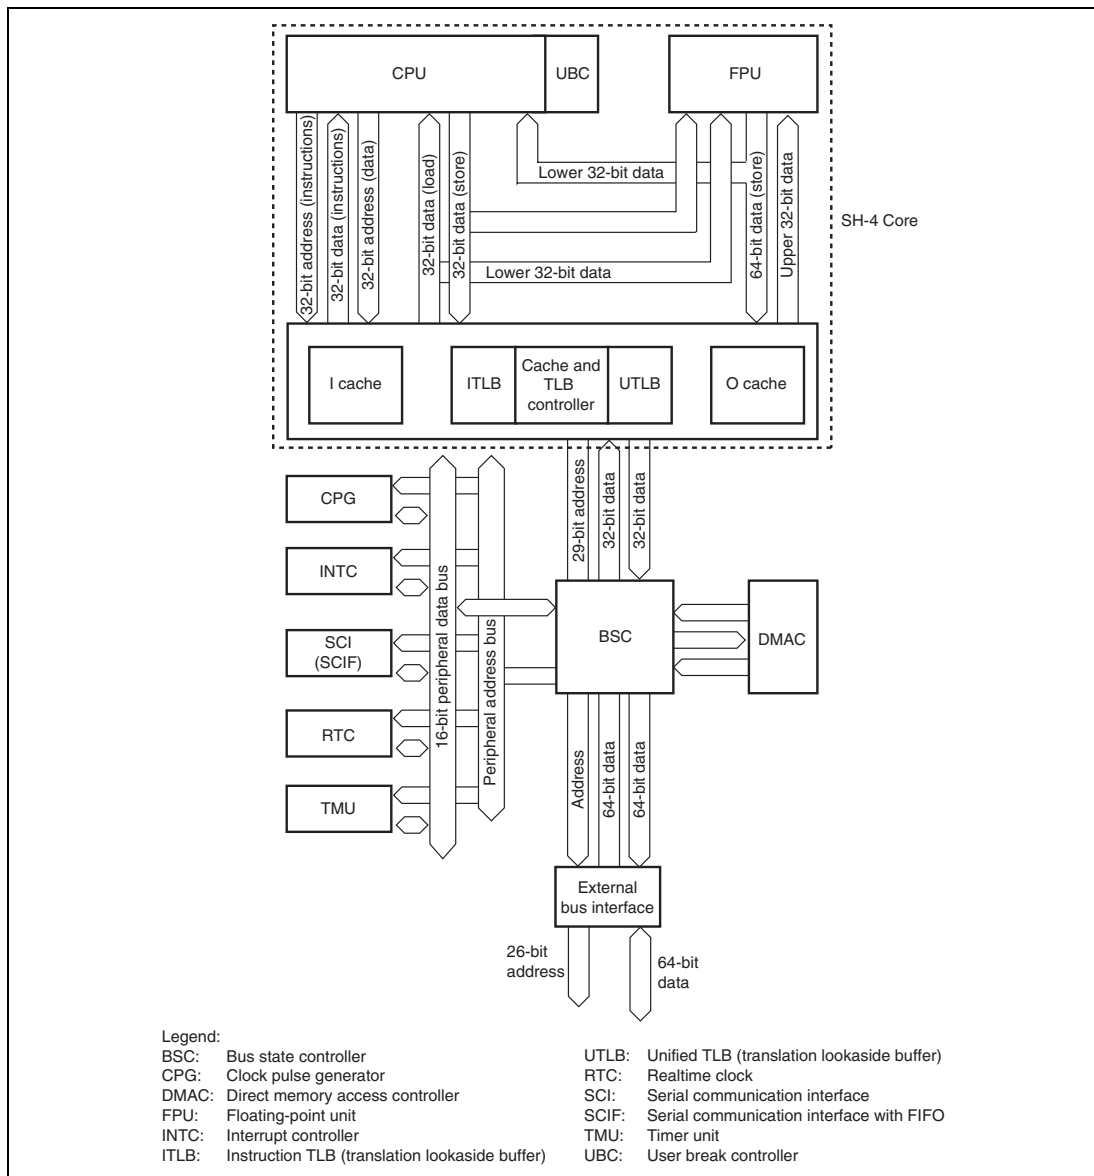 CPU
UBC
FPU
32-bit address (instructions)
32-bit data (instructions)
32-bit address (data)
32-bit data (load)
32-bit data (store)
Lower 32-bit data
Lower 32-bit data
64-bit data (store)
Upper 32-bit data
SH-4 Core
I cache
ITLB
Cache and
TLB
controller
UTLB
O cache
CPG
INTC
SCI
(SCIF)
RTC
TMU
16-bit peripheral data bus
Peripheral address bus
29-bit address
32-bit data
32-bit data
BSC
DMAC
Address
64-bit data
64-bit data
External
bus interface
26-bit
address
64-bit
data
Legend:
BSC: Bus state controller
CPG: Clock pulse generator
DMAC: Direct memory access controller
FPU: Floating-point unit
INTC: Interrupt controller
ITLB: Instruction TLB (translation lookaside buffer)
UTLB: Unified TLB (translation lookaside buffer)
RTC: Realtime clock
SCI: Serial communication interface
SCIF: Serial communication interface with FIFO
TMU: Timer unit
UBC: User break controller